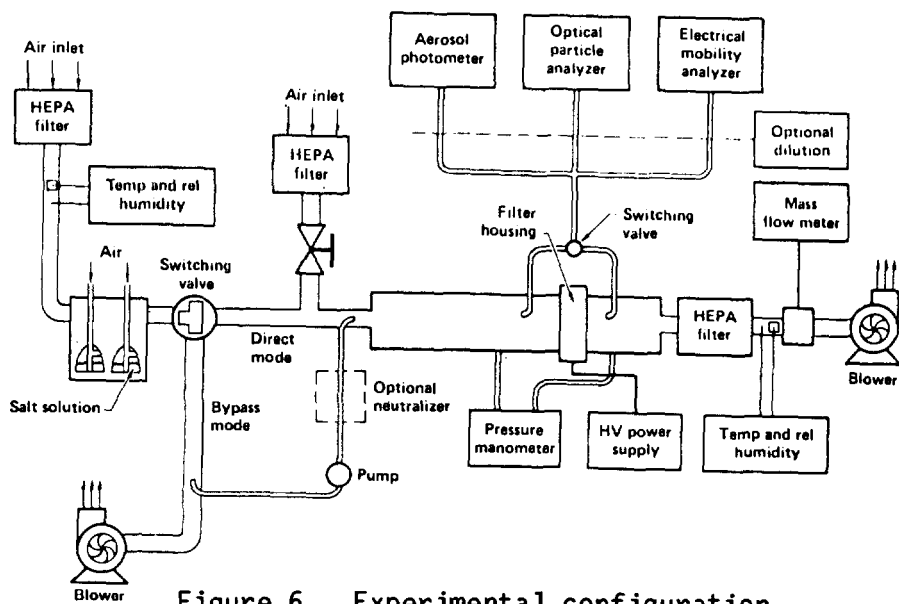 Air inlet
HEPA
filter
Temp and rel
humidity
Air
Switching
valve
Salt solution
Bypass
mode
Blower
Direct
mode
Air inlet
HEPA
filter
Optional
neutralizer
Pump
Aerosol
photometer
Optical
particle
analyzer
Electrical
mobility
analyzer
Optional
dilution
Filter
housing
Switching
valve
Mass
flow meter
HEPA
filter
Blower
Pressure
manometer
HV power
supply
Temp and rel
humidity
Figure 6. Experimental configuration